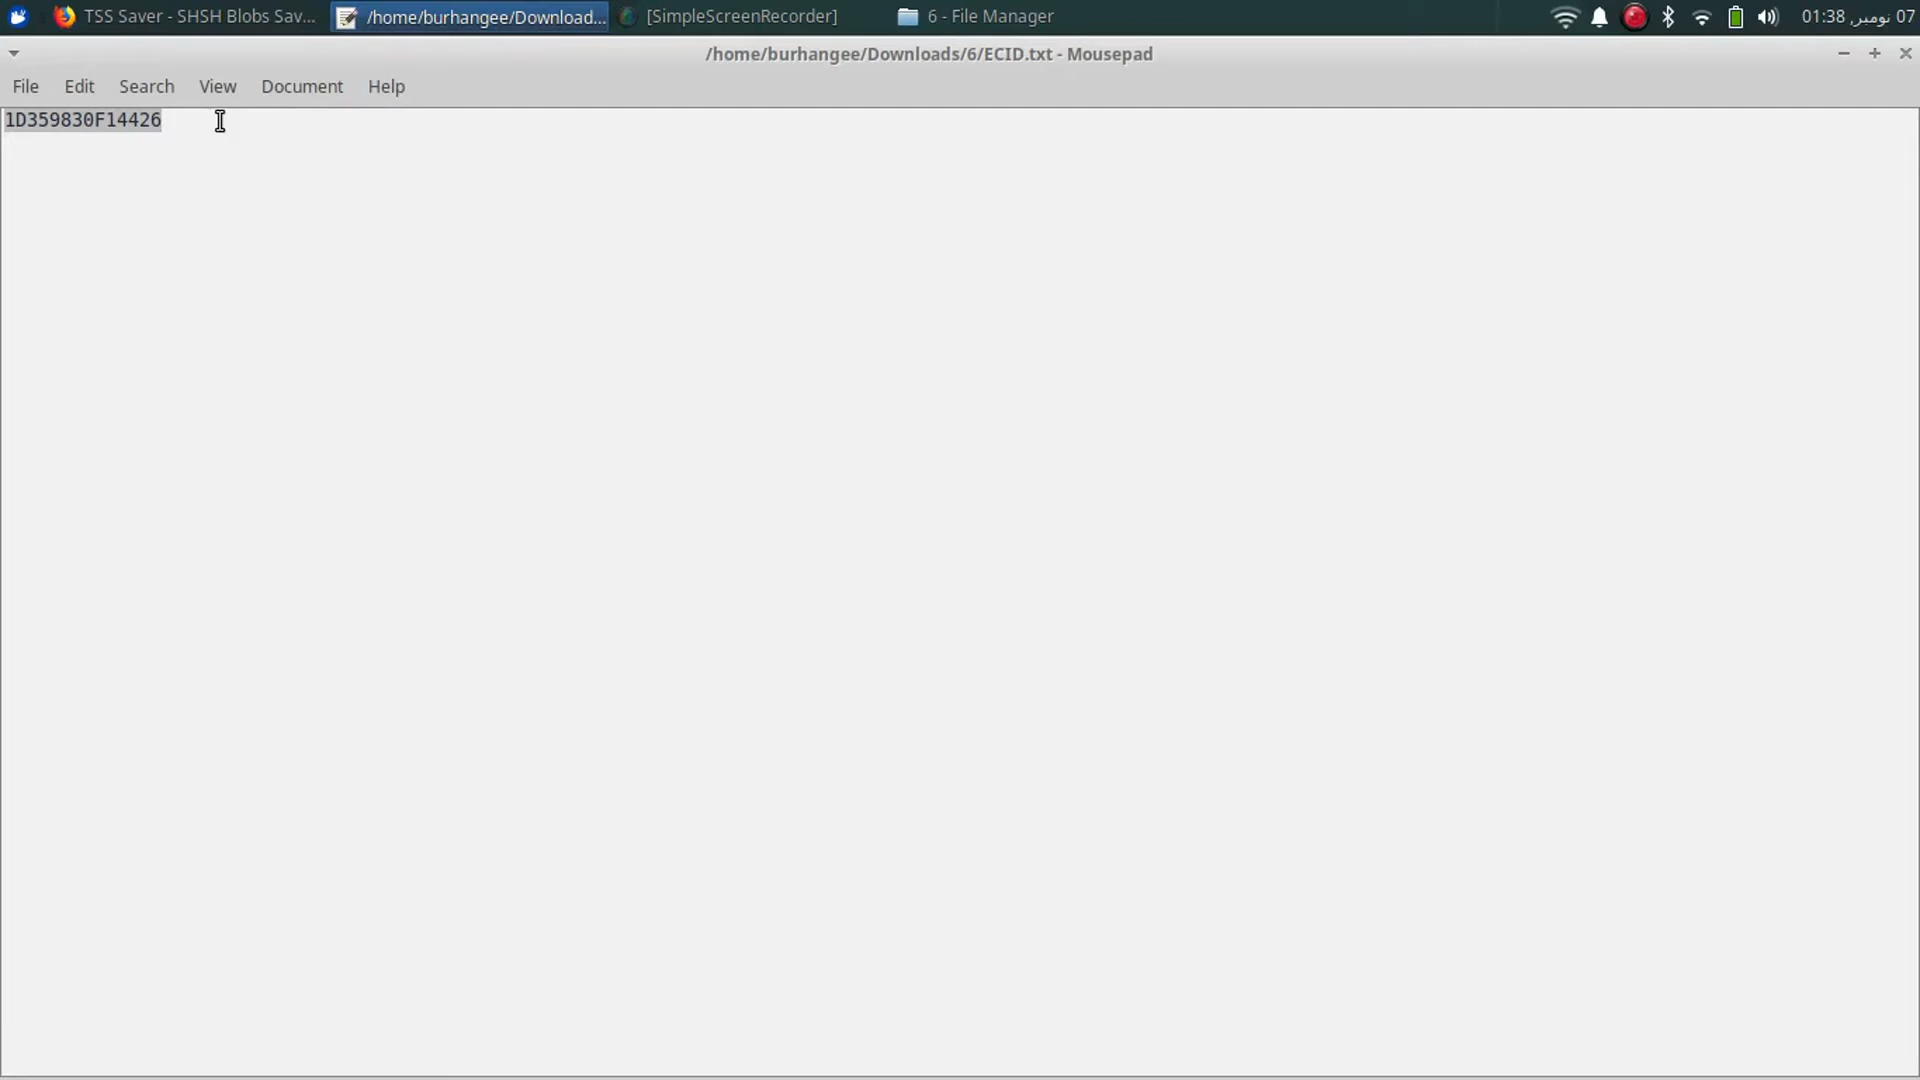 TSS Saver - SHSH Blobs Sav...
/home/burhangee/Download...
[SimpleScreenRecorder]
6 - File Manager
01:38 ,نومبر 07
/home/burhangee/Downloads/6/ECID.txt - Mousepad
File Edit Search View Document Help
1D359830F14426